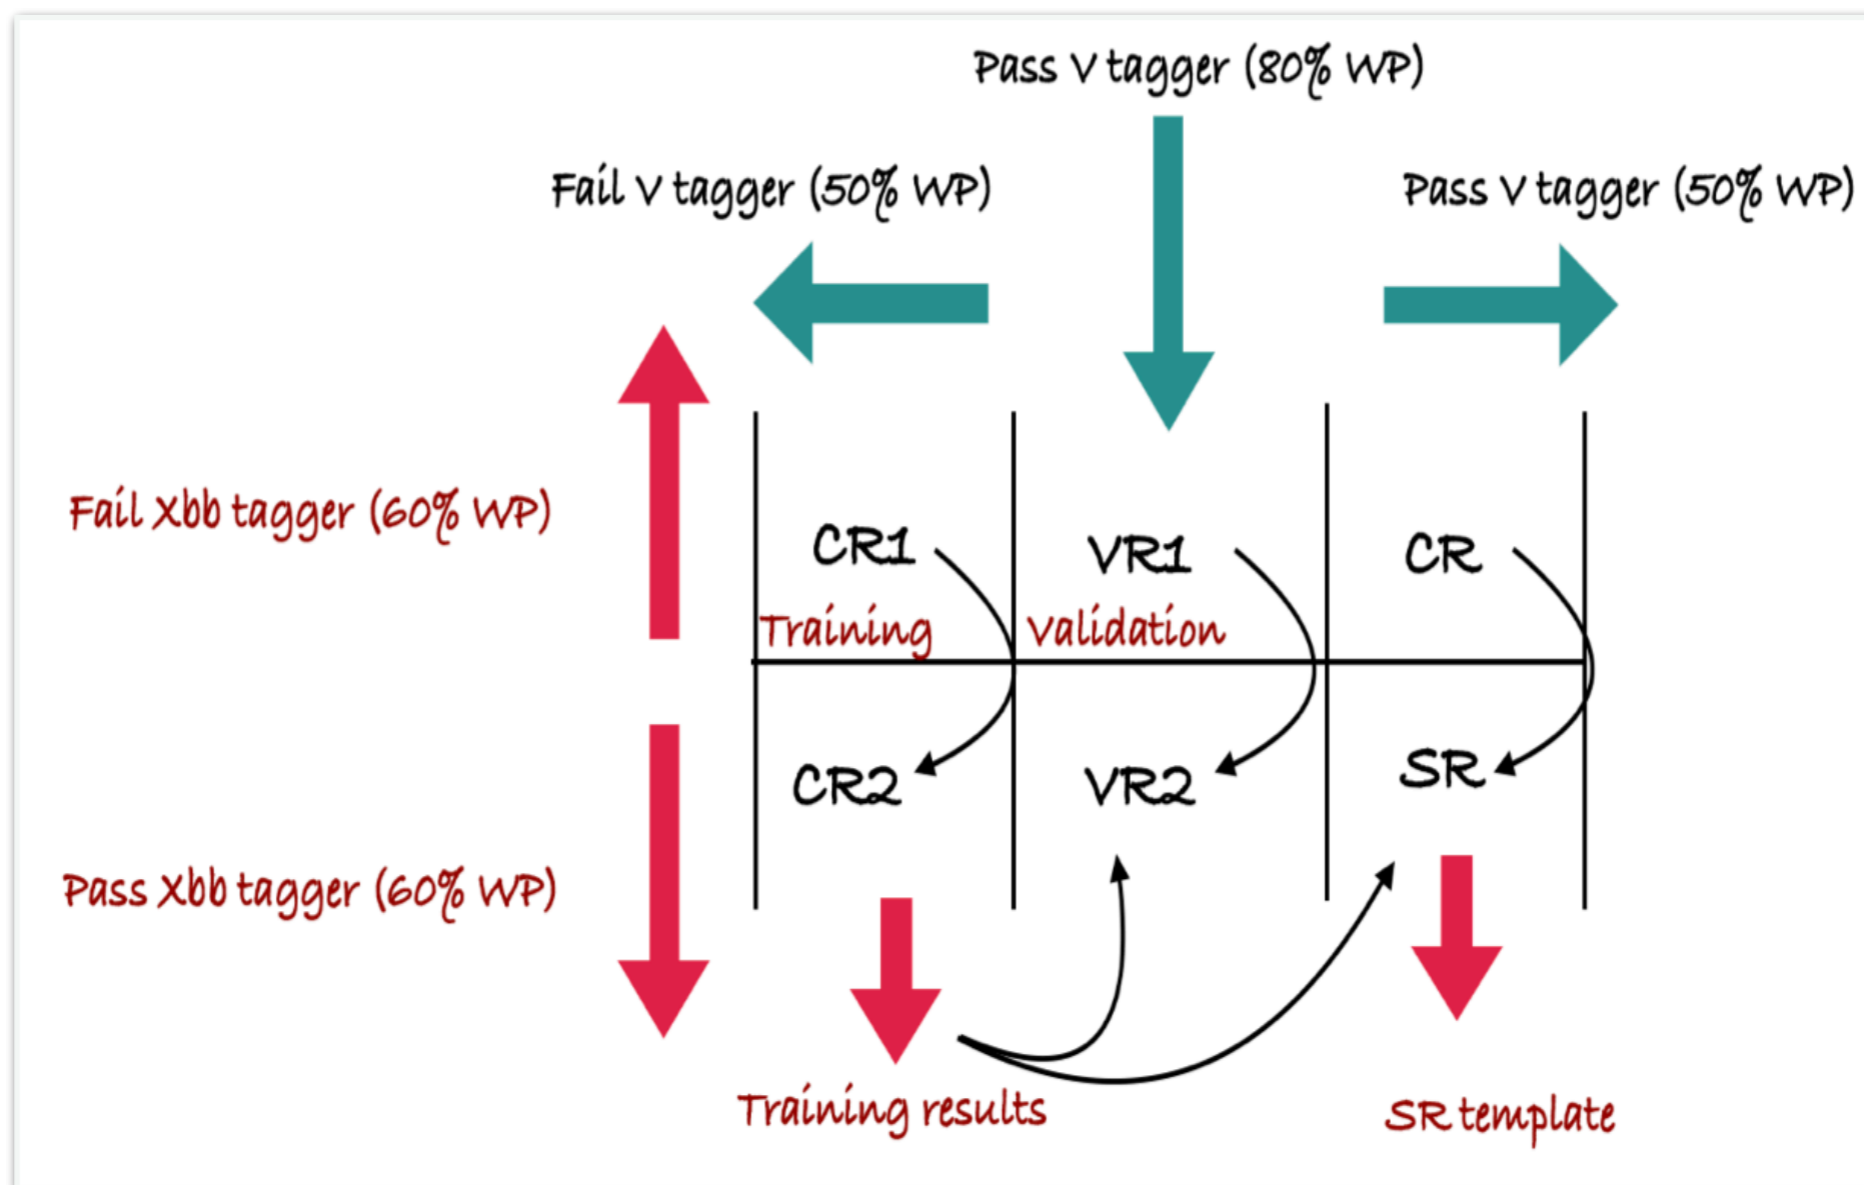 Pass V tagger (80% WP)
Fail V tagger (50% WP)
Pass V tagger (50% WP)
Fail Xbb tagger (60% WP)
CR1
VR1
CR
Training
Validation
CR2
VR2
SR
Pass Xbb tagger (60% WP)
Training results
SR template